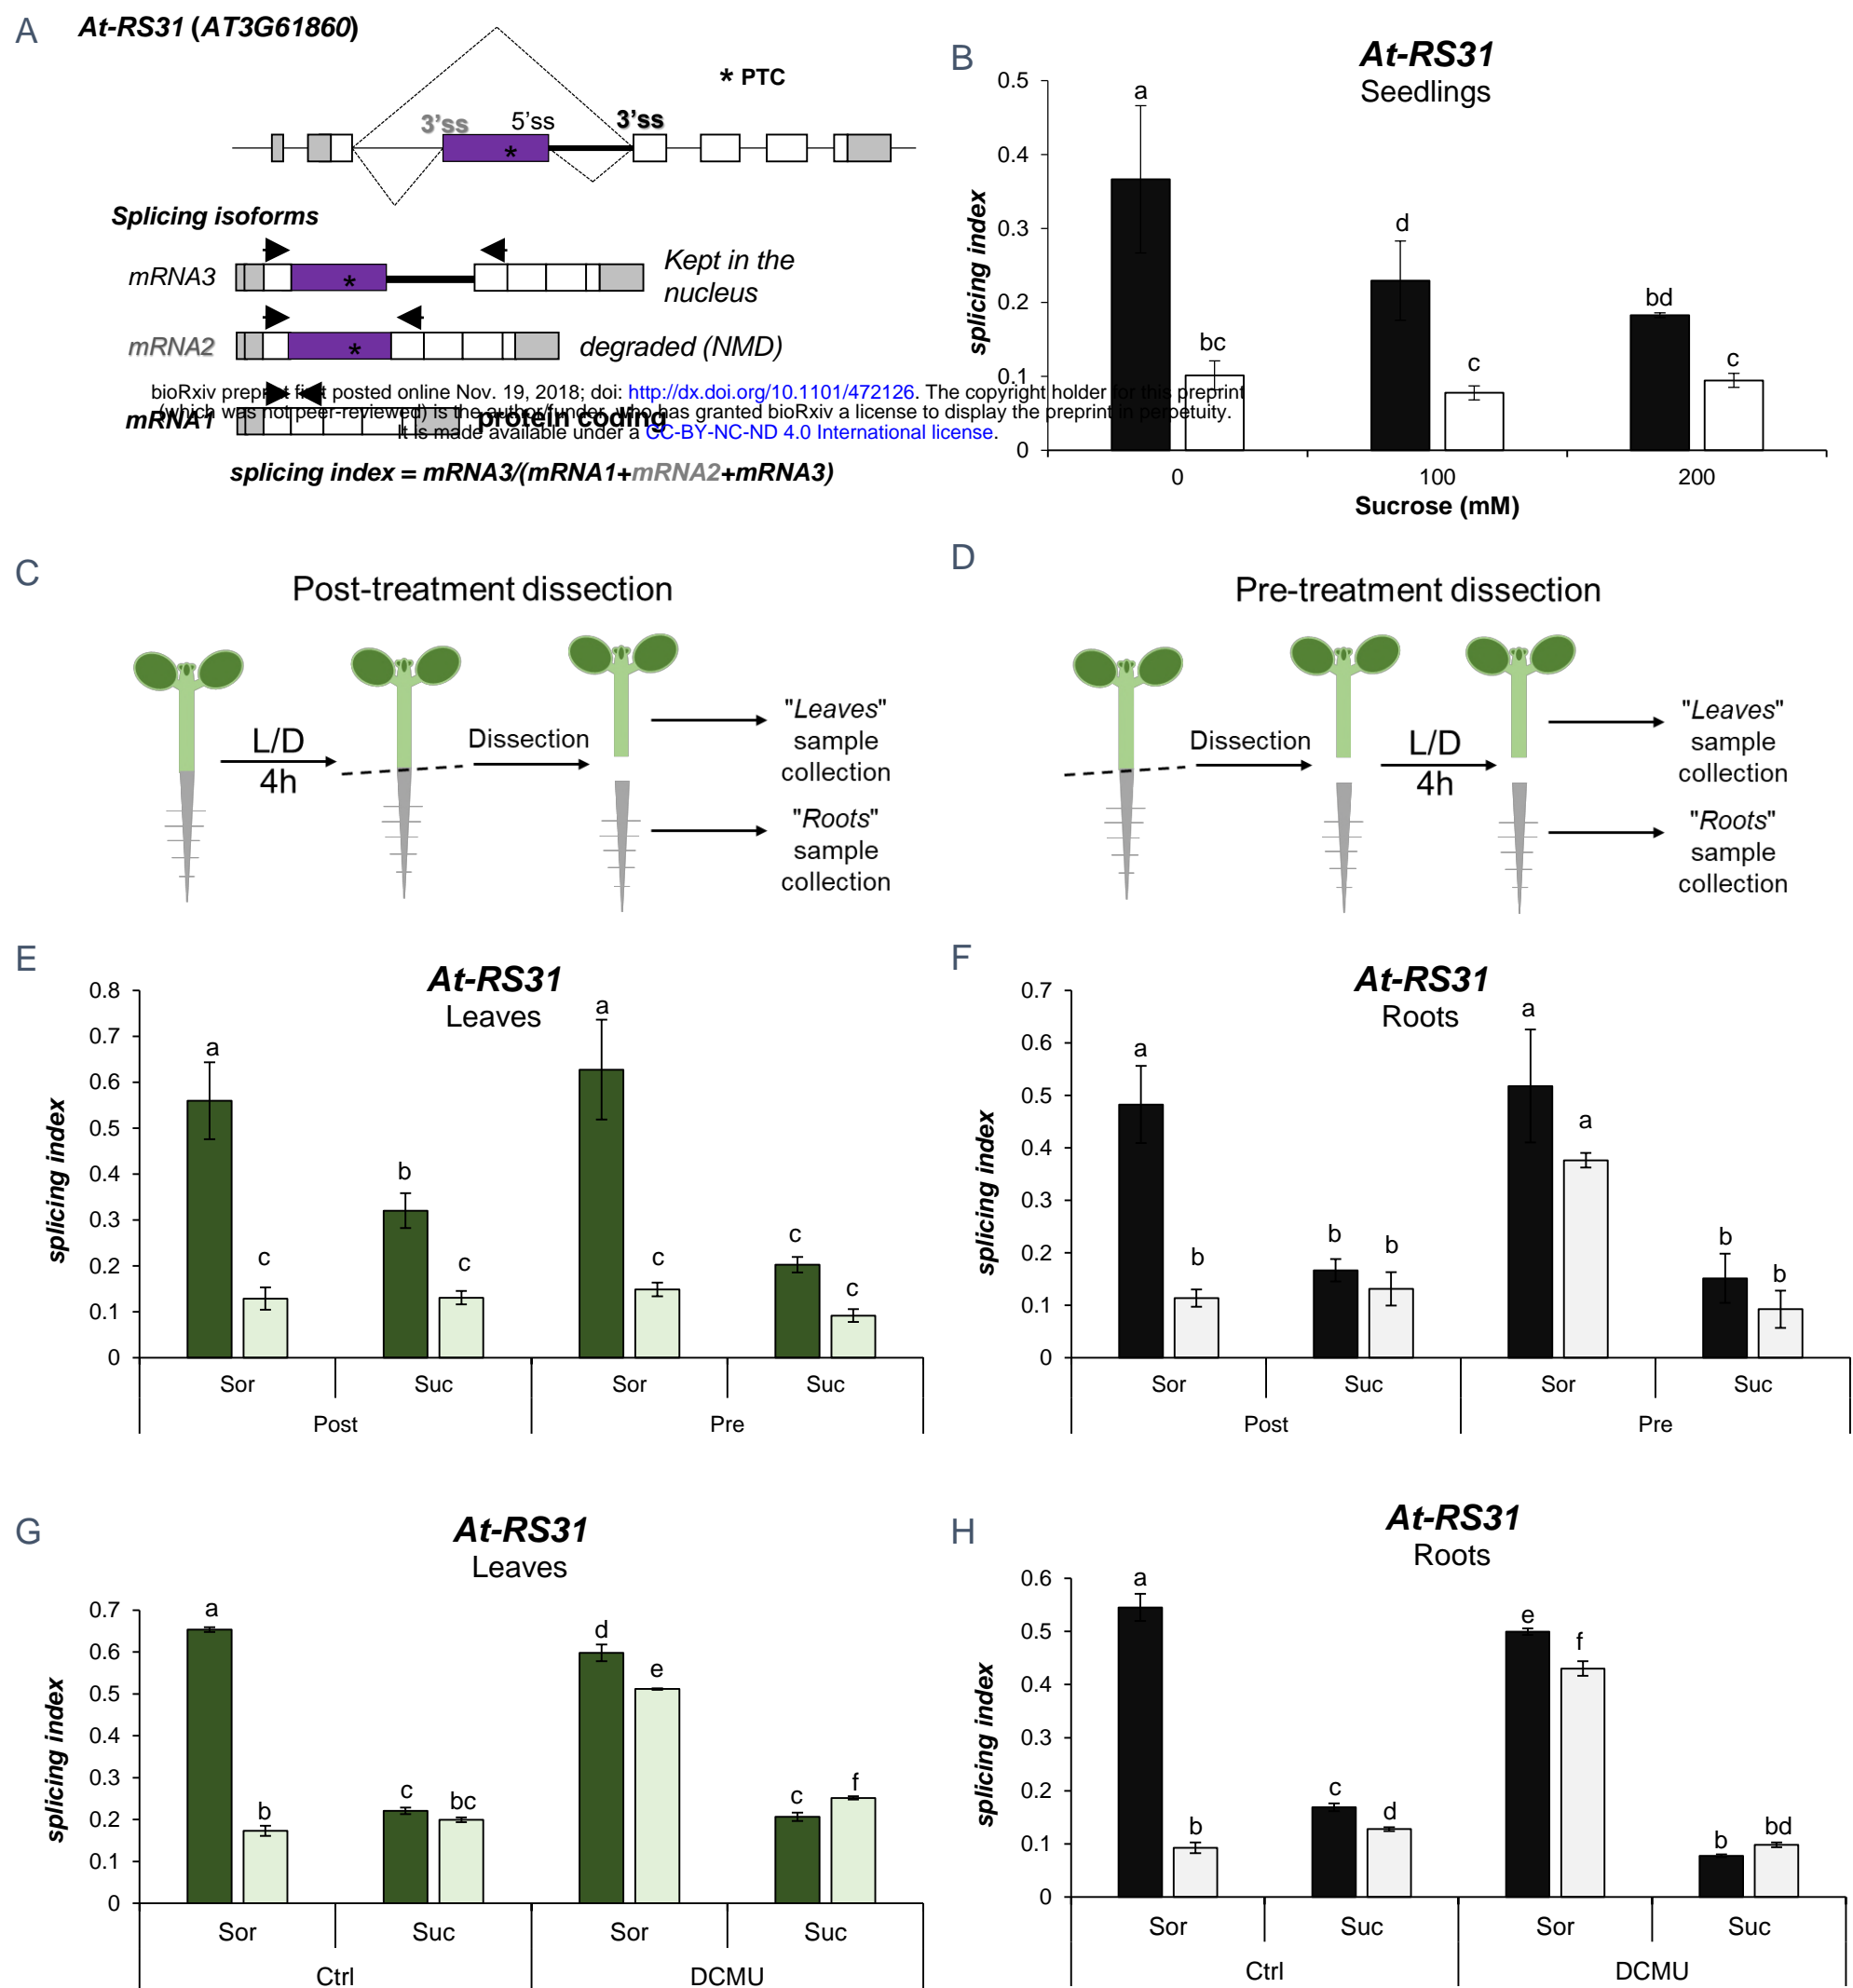 A
At-RS31 (AT3G61860)
* PTC
3'ss
5'ss
3'ss
*
Splicing isoforms
mRNA3
*
Kept in the
nucleus
mRNA2
*
degraded (NMD)
mRNA1
protein coding
bioRxiv preprint first posted online Nov. 19, 2018; doi: http://dx.doi.org/10.1101/472126. The copyright holder for this preprint
(which was not peer-reviewed) is the author/funder, who has granted bioRxiv a license to display the preprint in perpetuity.
It is made available under a CC-BY-NC-ND 4.0 International license.
splicing index = mRNA3/(mRNA1+mRNA2+mRNA3)
B
At-RS31
Seedlings
splicing index
0.5
0.4
0.3
0.2
0.1
0
a
bc
d
c
bd
c
0
100
200
Sucrose (mM)
C
Post-treatment dissection
L/D
4h
Dissection
"Leaves"
sample
collection
"Roots"
sample
collection
D
Pre-treatment dissection
Dissection
L/D
4h
"Leaves"
sample
collection
"Roots"
sample
collection
E
At-RS31
Leaves
splicing index
0.8
0.7
0.6
0.5
0.4
0.3
0.2
0.1
0
a
c
b
c
a
c
c
c
Sor
Suc
Sor
Suc
Post
Pre
F
At-RS31
Roots
splicing index
0.7
0.6
0.5
0.4
0.3
0.2
0.1
0
a
b
b
b
a
a
b
b
Sor
Suc
Sor
Suc
Post
Pre
G
At-RS31
Leaves
splicing index
0.7
0.6
0.5
0.4
0.3
0.2
0.1
0
a
b
c
bc
d
e
c
f
Sor
Suc
Sor
Suc
Ctrl
DCMU
H
At-RS31
Roots
splicing index
0.6
0.5
0.4
0.3
0.2
0.1
0
a
b
c
d
e
f
b
bd
Sor
Suc
Sor
Suc
Ctrl
DCMU